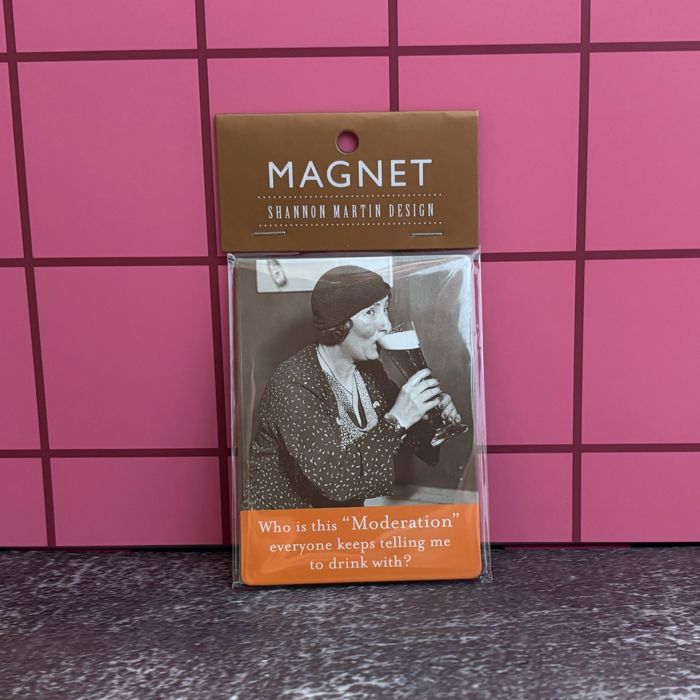 MAGNET
SHANNON MARTIN DESIGN
Who is this “Moderation”
everyone keeps telling me
to drink with?